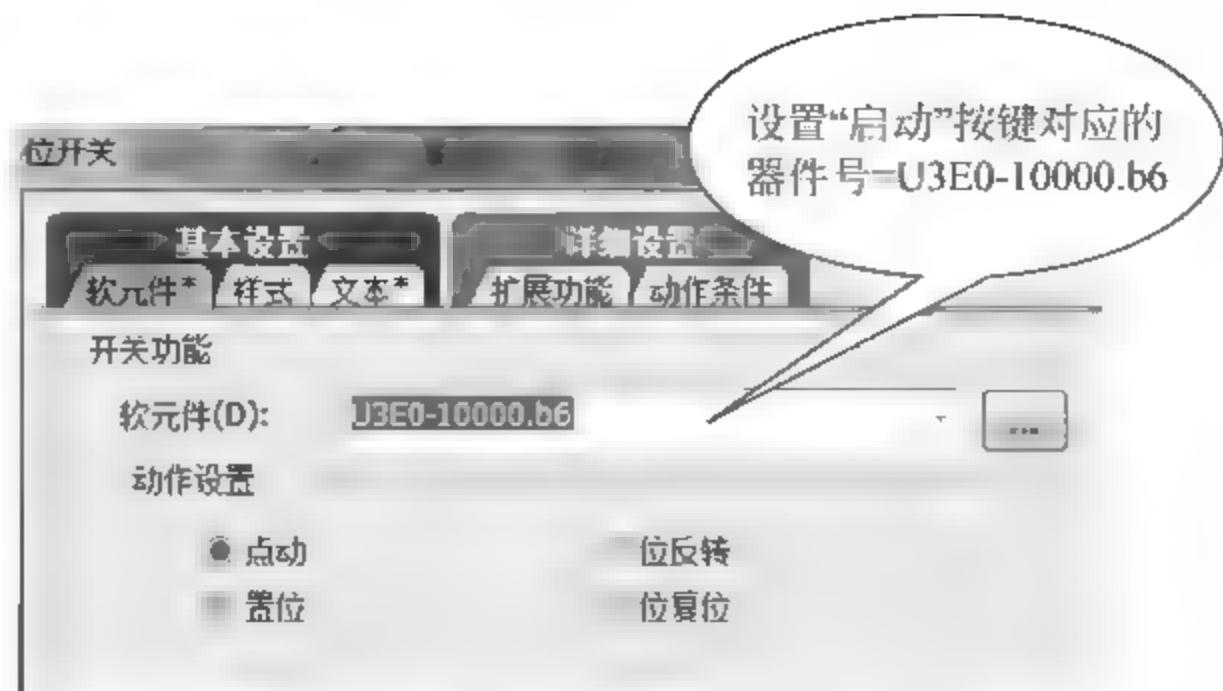 设置“启动”按键对应的
器件号=U3E0-10000.b6
位开关
基本设置 详细设置
软元件* 样式 文本* 扩展功能 动作条件
开关功能
软元件(D): U3E0-10000.b6 ...
动作设置
点动 位反转
置位 位复位